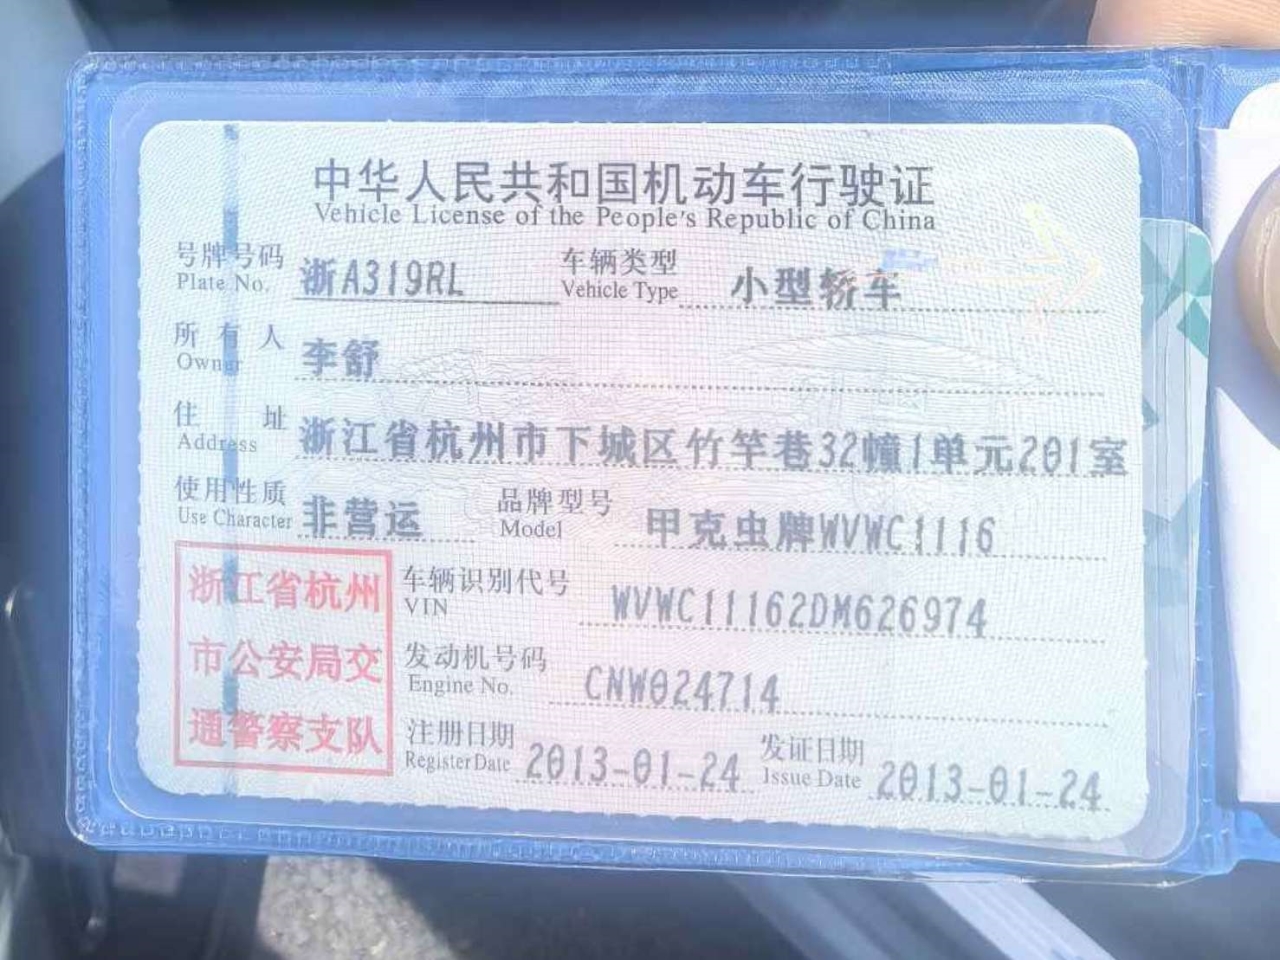 中华人民共和国机动车行驶证
Vehicle License of the People's Republic of China
号牌号码 浙A319RL 车辆类型 小型轿车
Plate No. Vehicle Type
所有人 李舒
Owner
住址 浙江省杭州市下城区竹竿巷32幢1单元201室
Address
使用性质 非营运 品牌型号 甲克虫牌WVWC1116
Use Character Model
浙江省杭州
市公安局交
通警察支队
车辆识别代号 WVWC11162DM626974
VIN
发动机号码 CNW024714
Engine No.
注册日期 2013-01-24 发证日期 2013-01-24
Register Date Issue Date